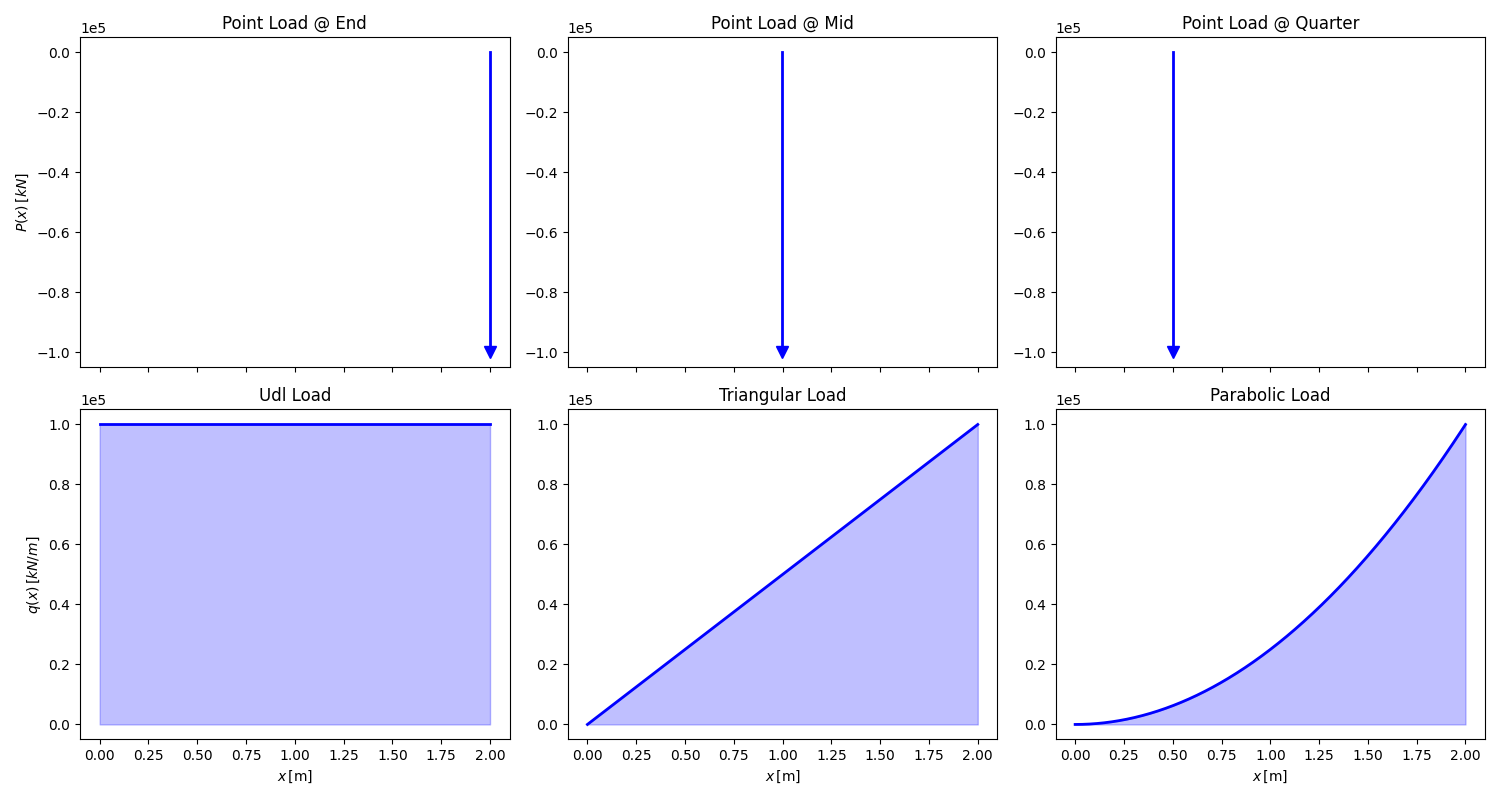 Point Load @ End
1e5
0.0
−0.2
−0.4
−0.6
−0.8
−1.0
P(x) [kN]
Point Load @ Mid
1e5
0.0
−0.2
−0.4
−0.6
−0.8
−1.0
Point Load @ Quarter
1e5
0.0
−0.2
−0.4
−0.6
−0.8
−1.0
Udl Load
1e5
1.0
0.8
0.6
0.4
0.2
0.0
q(x) [kN/m]
0.00 0.25 0.50 0.75 1.00 1.25 1.50 1.75 2.00
x [m]
Triangular Load
1e5
1.0
0.8
0.6
0.4
0.2
0.0
0.00 0.25 0.50 0.75 1.00 1.25 1.50 1.75 2.00
x [m]
Parabolic Load
1e5
1.0
0.8
0.6
0.4
0.2
0.0
0.00 0.25 0.50 0.75 1.00 1.25 1.50 1.75 2.00
x [m]